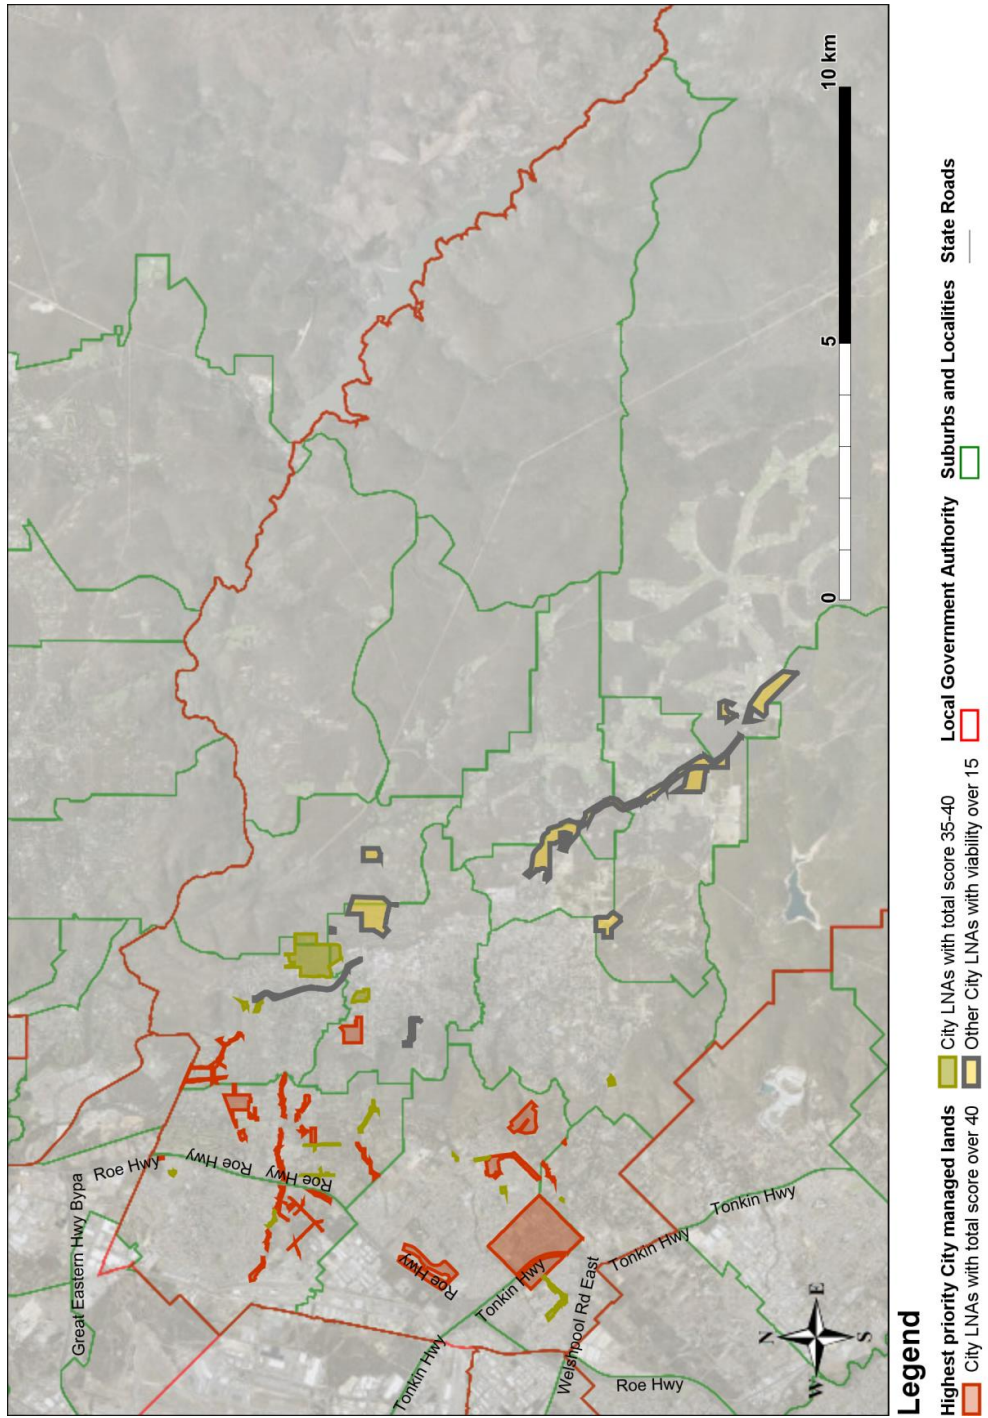 Great Eastern Hwy Bypa
Roe Hwy
Roe Hwy
Roe Hwy
Roe Hwy
Tonkin Hwy
Tonkin Hwy
Tonkin Hwy
Tonkin Hwy
Welshpool Rd East
Roe Hwy
N
W
E
S
0
5
10 km
Legend
Highest priority City managed lands
City LNAs with total score over 40
City LNAs with total score 35-40
Other City LNAs with viability over 15
Local Government Authority
Suburbs and Localities
State Roads